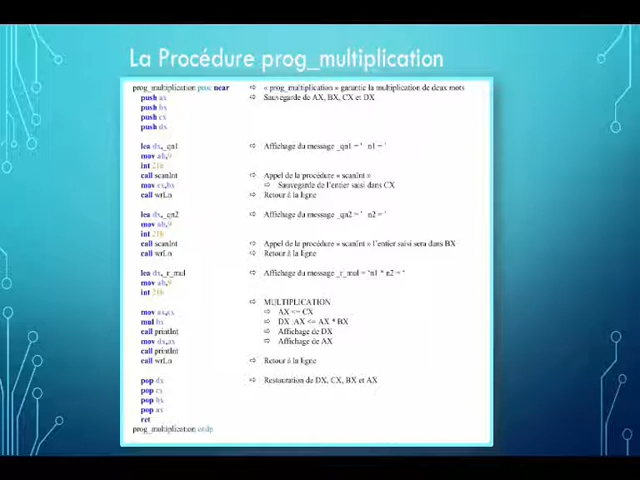 La Procédure prog_multiplication
prog_multiplication proc near ⇨ « prog_multiplication » garantie la multiplication de deux mots
push ax ⇨ Sauvegarde de AX, BX, CX et DX
push bx
push cx
push dx
lea dx,_qn1 ⇨ Affichage du message _qn1 = ' n1 = '
mov ah,9
int 21h
call scanInt ⇨ Appel de la procédure « scanInt »
mov cx,bx ⇨ Sauvegarde de l'entier saisi dans CX
call wrLn ⇨ Retour à la ligne
lea dx,_qn2 ⇨ Affichage du message _qn2 = ' n2 = '
mov ah,9
int 21h
call scanInt ⇨ Appel de la procédure « scanInt » l'entier saisi sera dans BX
call wrLn ⇨ Retour à la ligne
lea dx,_r_mul ⇨ Affichage du message _r_mul = 'n1 * n2 = '
mov ah,9
int 21h
⇨ MULTIPLICATION
mov ax,cx ⇨ AX <= CX
mul bx ⇨ DX :AX <= AX * BX
call printInt ⇨ Affichage de DX
mov dx,ax ⇨ Affichage de AX
call printInt
call wrLn ⇨ Retour à la ligne
pop dx ⇨ Restauration de DX, CX, BX et AX
pop cx
pop bx
pop ax
ret
prog_multiplication endp